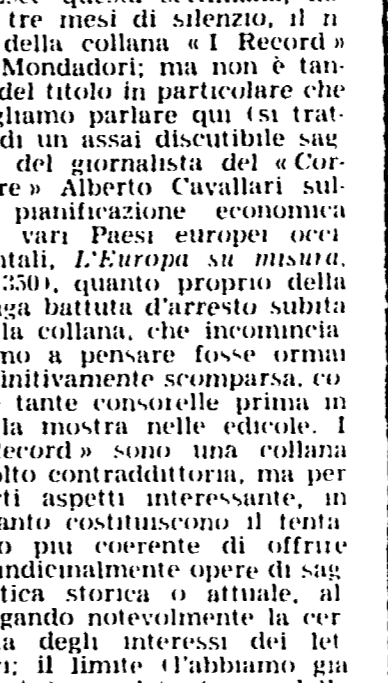 tre mesi di silenzio, il n
della collana « I Record »
Mondadori; ma non è tan-
del titolo in particolare che
gliamo parlare qui (si trat-
di un assai discutibile sag
del giornalista del « Cor-
re » Alberto Cavallari sul-
pianificazione economica
vari Paesi europei occi
ntali, L'Europa su misura,
350), quanto proprio della
ga battuta d'arresto subita
la collana, che incomincia
mo a pensare fosse ormai
finitivamente scomparsa, co
tante consorelle prima in
la mostra nelle edicole. I
ecord » sono una collana
olto contraddittoria, ma per
rti aspetti interessante, in
anto costituiscono il tenta
o più coerente di offrire
indicinalmente opere di sag
tica storica o attuale, al
gando notevolmente la cer
a degli interessi dei let
ri; il limite (l'abbiamo già